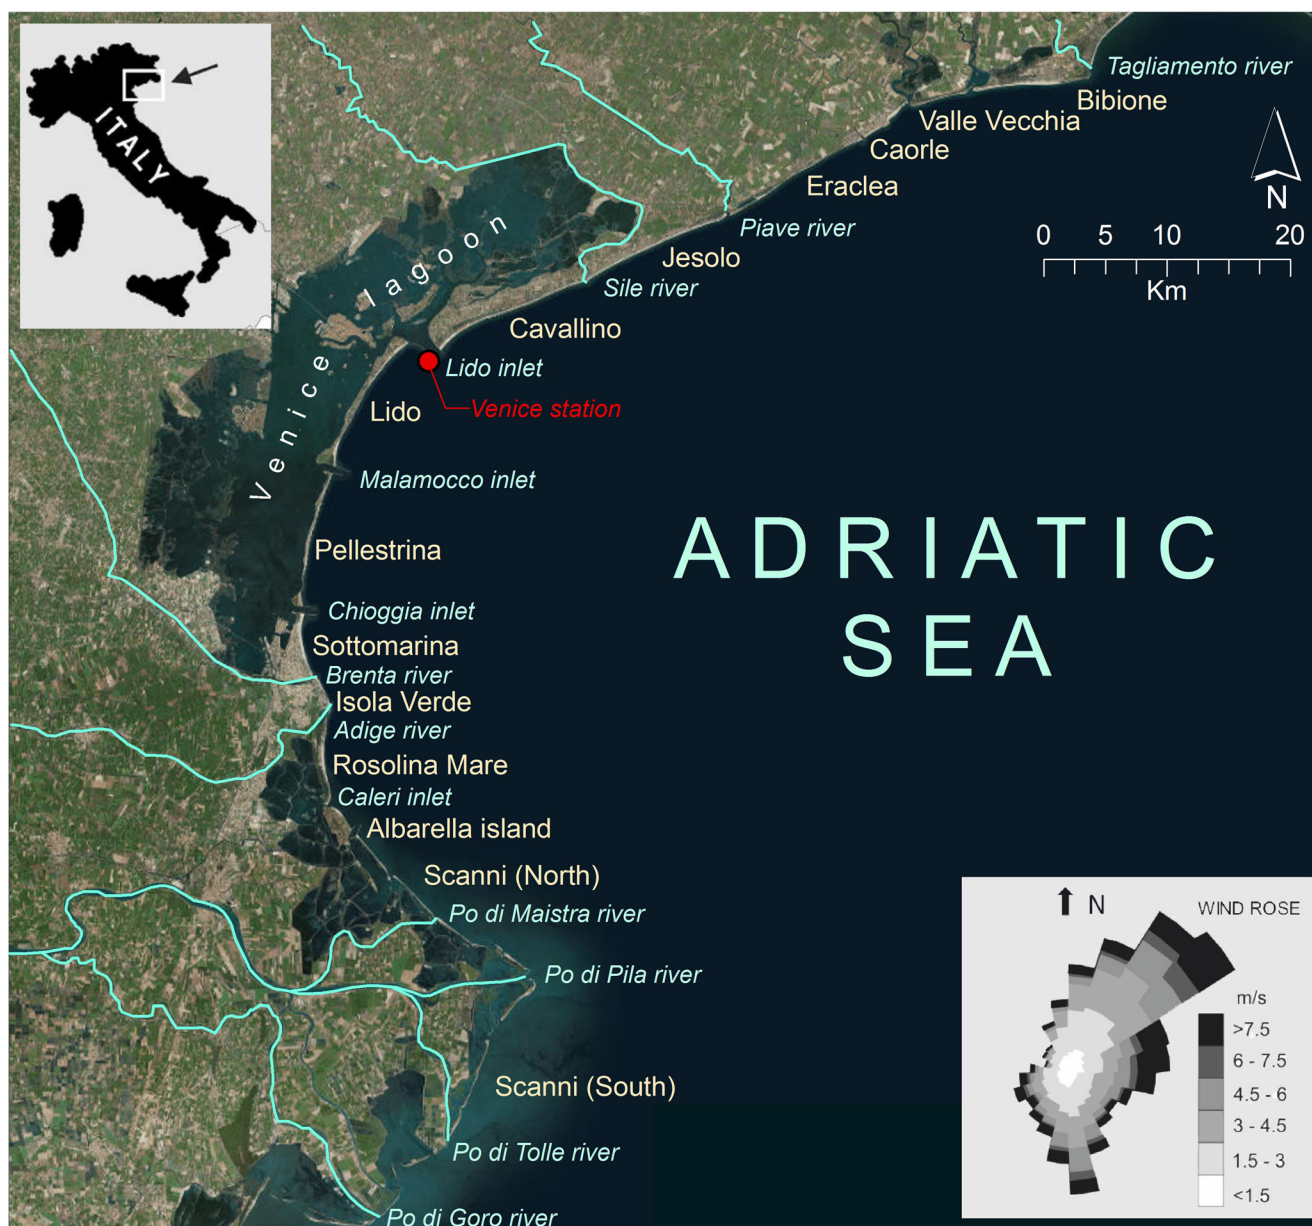 ITALY
Tagliamento river
Bibione
Valle Vecchia
Caorle
Eraclea
N
Piave river
0 5 10 20
Km
Jesolo
Sile river
Venice lagoon
Cavallino
Lido inlet
Venice station
Lido
Malamocco inlet
ADRIATIC
SEA
Pellestrina
Chioggia inlet
Sottomarina
Brenta river
Isola Verde
Adige river
Rosolina Mare
Caleri inlet
Albarella island
Scanni (North)
Po di Maistra river
Po di Pila river
Scanni (South)
Po di Tolle river
Po di Goro river
N
WIND ROSE
m/s
>7.5
6 - 7.5
4.5 - 6
3 - 4.5
1.5 - 3
<1.5